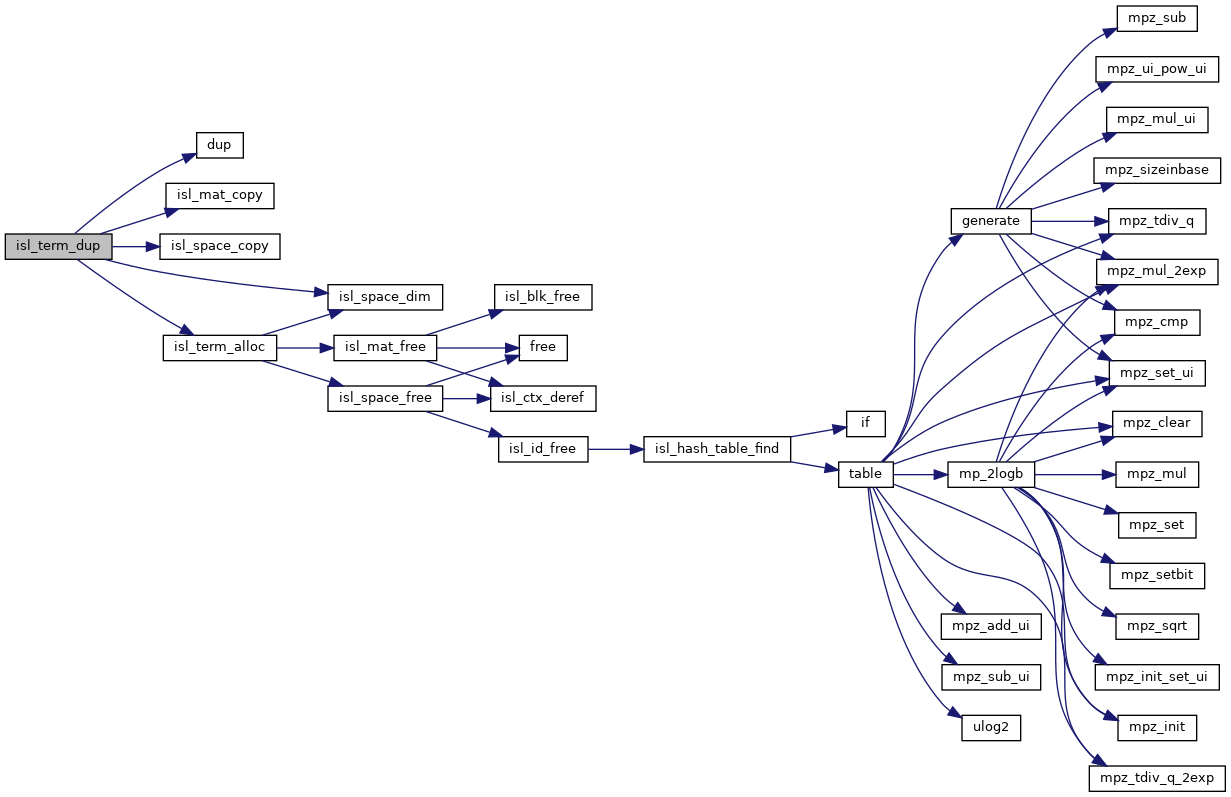 isl_term_dup
dup
isl_mat_copy
isl_space_copy
isl_space_dim
isl_term_alloc
isl_mat_free
isl_space_free
isl_blk_free
free
isl_ctx_deref
isl_id_free
isl_hash_table_find
if
table
generate
mp_2logb
mpz_add_ui
mpz_sub_ui
ulog2
mpz_sub
mpz_ui_pow_ui
mpz_mul_ui
mpz_sizeinbase
mpz_tdiv_q
mpz_mul_2exp
mpz_cmp
mpz_set_ui
mpz_clear
mpz_mul
mpz_set
mpz_setbit
mpz_sqrt
mpz_init_set_ui
mpz_init
mpz_tdiv_q_2exp